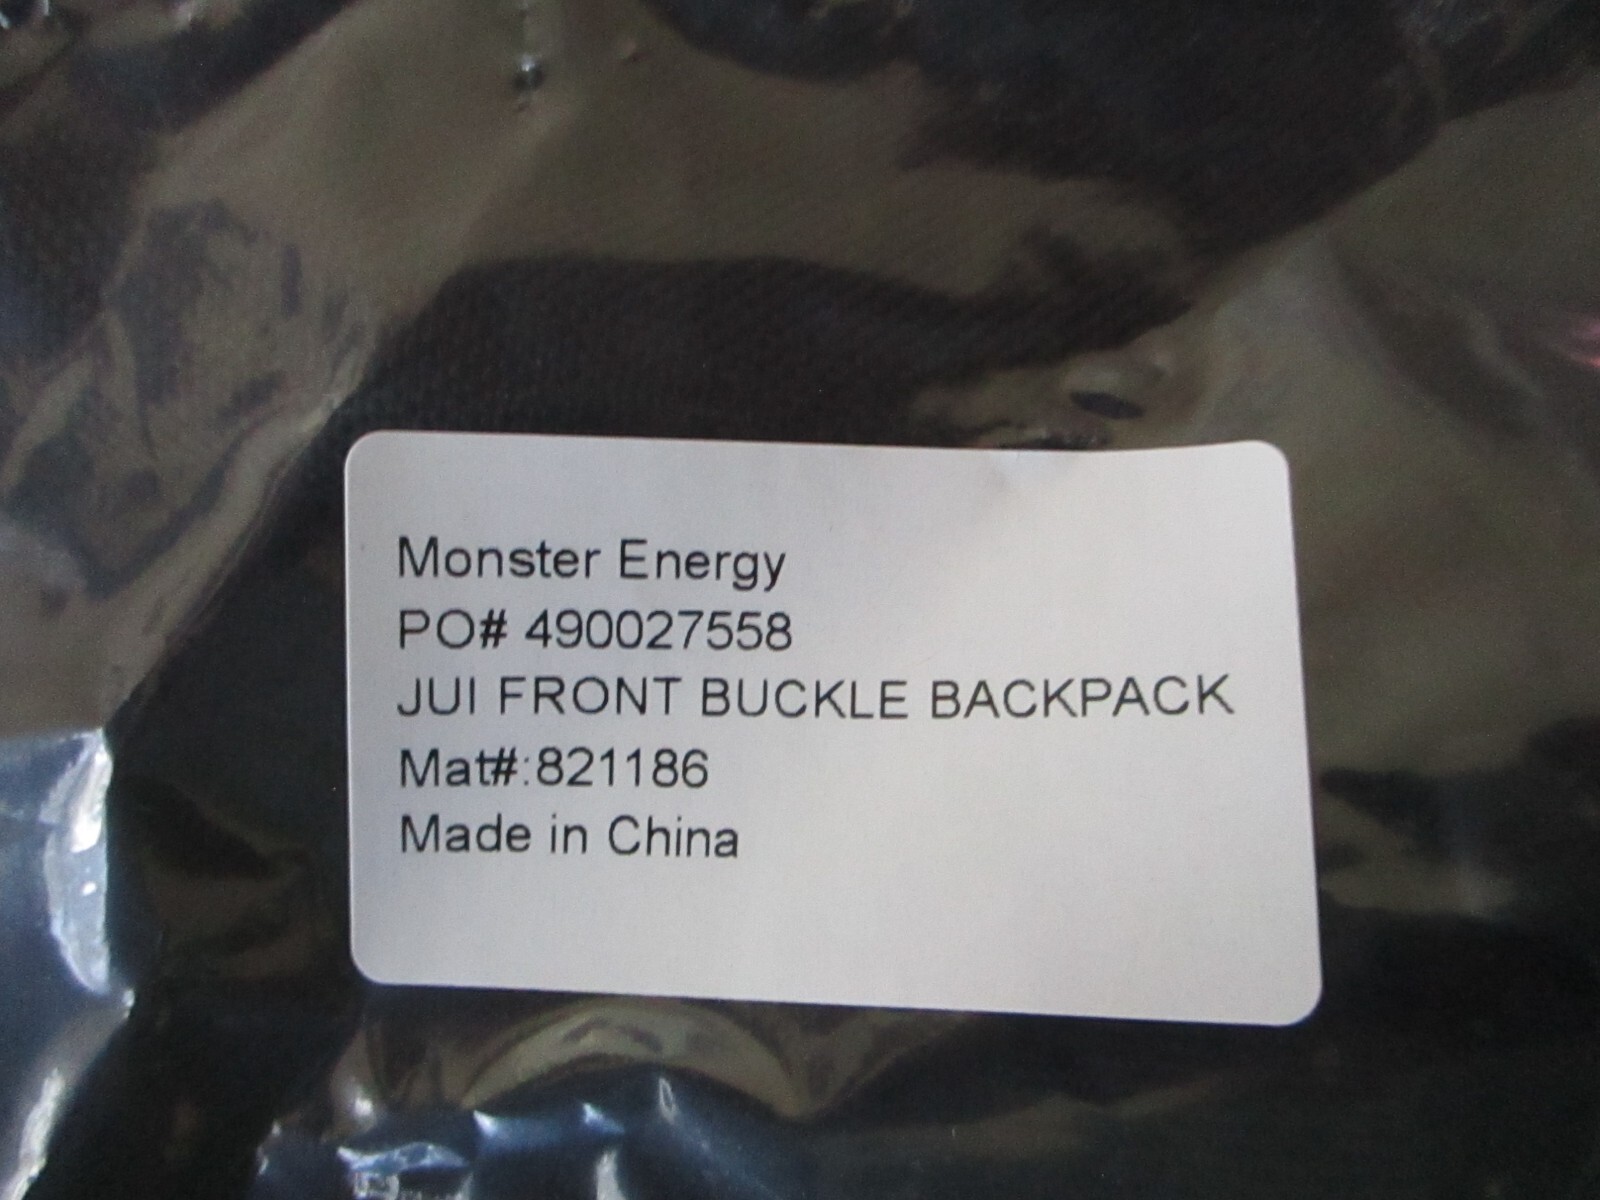 Monster Energy
PO# 490027558
JUI FRONT BUCKLE BACKPACK
Mat#:821186
Made in China